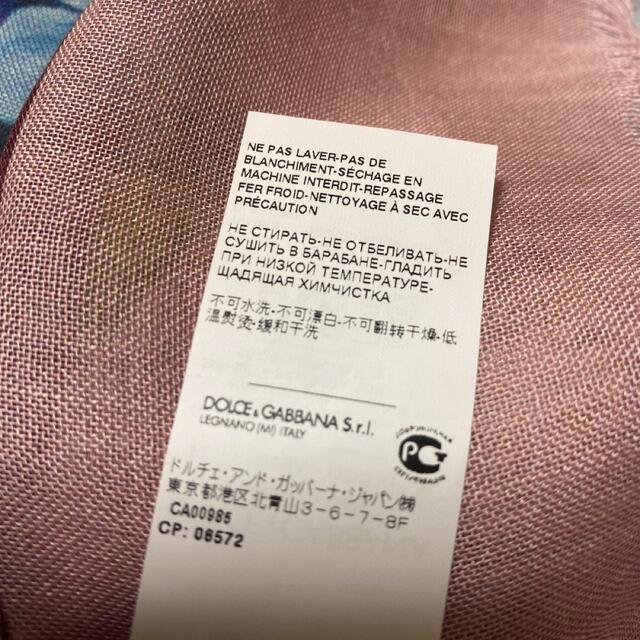 NE PAS LAVER-PAS DE
BLANCHIMENT-SÉCHAGE EN
MACHINE INTERDIT-REPASSAGE
FER FROID-NETTOYAGE À SEC AVEC
PRÉCAUTION
НЕ СТИРАТЬ-НЕ ОТБЕЛИВАТЬ-НЕ
СУШИТЬ В БАРАБАНЕ-ГЛАДИТЬ
ПРИ НИЗКОЙ ТЕМПЕРАТУРЕ-
ЩАДЯЩАЯ ХИМЧИСТКА
不可水洗-不可漂白-不可翻转干燥-低
温熨烫-缓和干洗
DOLCE & GABBANA S.r.l.
LEGNANO (MI) ITALY
РСТ
ドルチェ・アンド・ガッバーナ・ジャパン㈱
東京都港区北青山3-6-7-8F
CA00985
CP: 06572